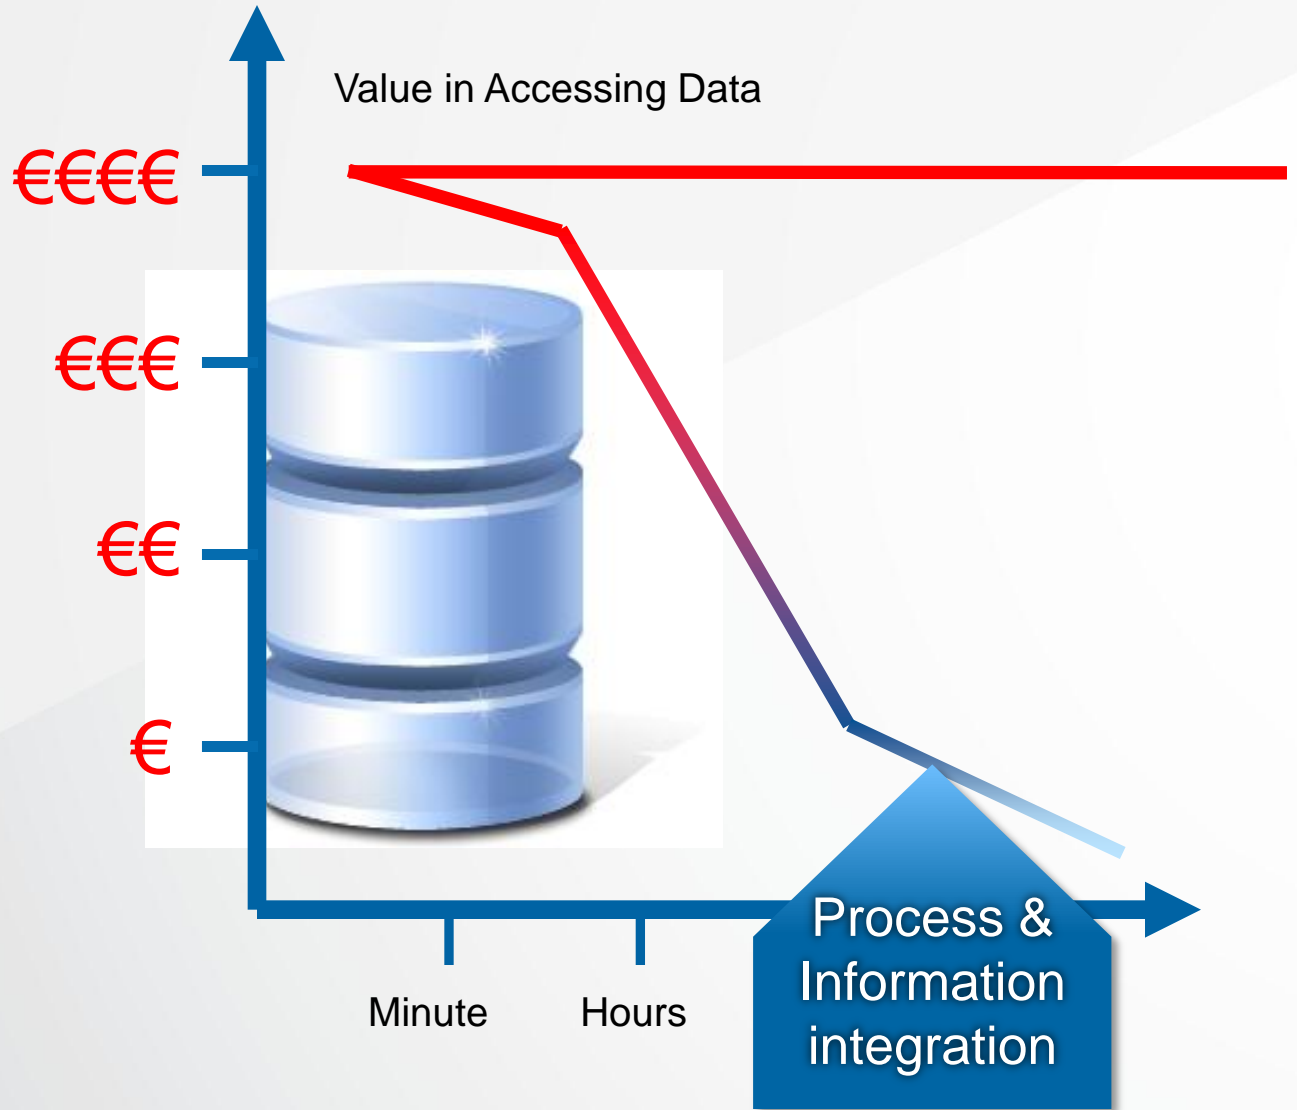 Value in Accessing Data
€€€€
€€€
€€
€
Minute
Hours
Process &
Information
integration